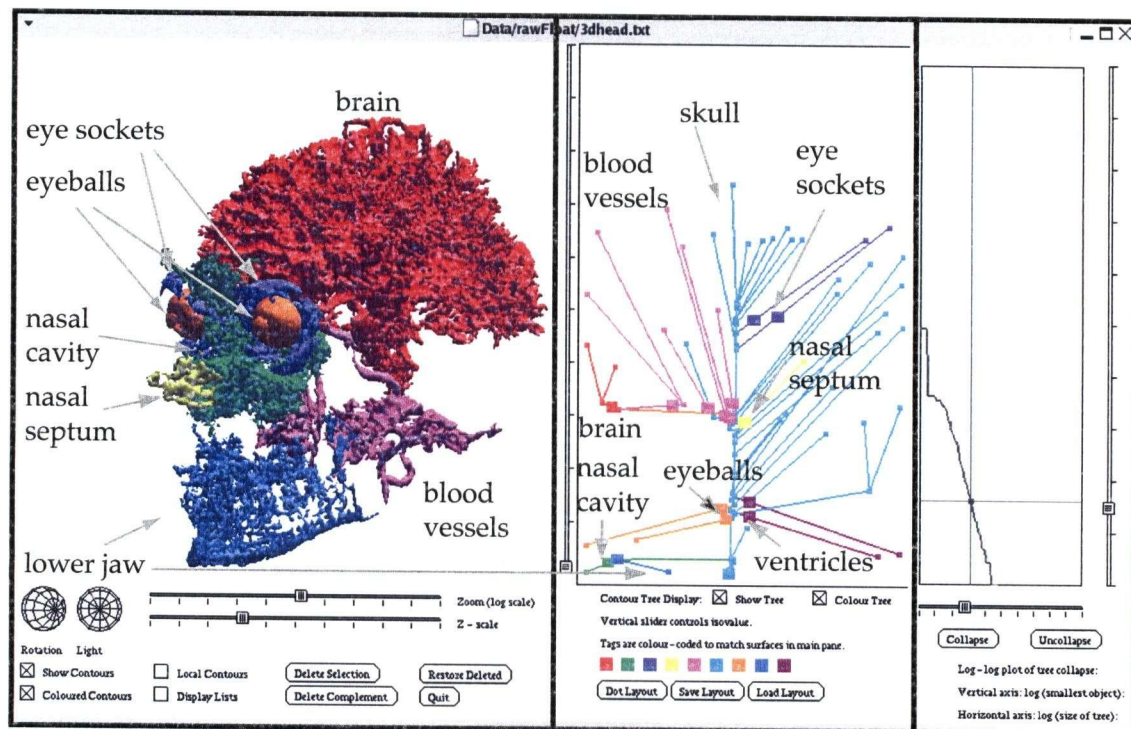 Data/rawFloat/3dhead.txt
brain
eye sockets
eyeballs
nasal
cavity
nasal
septum
blood
vessels
lower jaw
Zoom (log scale)
Z - scale
Rotation Light
Show Contours
Local Contours
Delete Selection
Restore Deleted
Coloured Contours
Display Lists
Delete Complement
Quit
skull
blood
vessels
eye
sockets
nasal
septum
brain
nasal
cavity
eyeballs
ventricles
Contour Tree Display: Show Tree Colour Tree
Vertical slider controls isovalue.
Tags are colour - coded to match surfaces in main pane.
Dot Layout Save Layout Load Layout
Collapse Uncollapse
Log - log plot of tree collapse:
Vertical axis: log (smallest object):
Horizontal axis: log (size of tree):